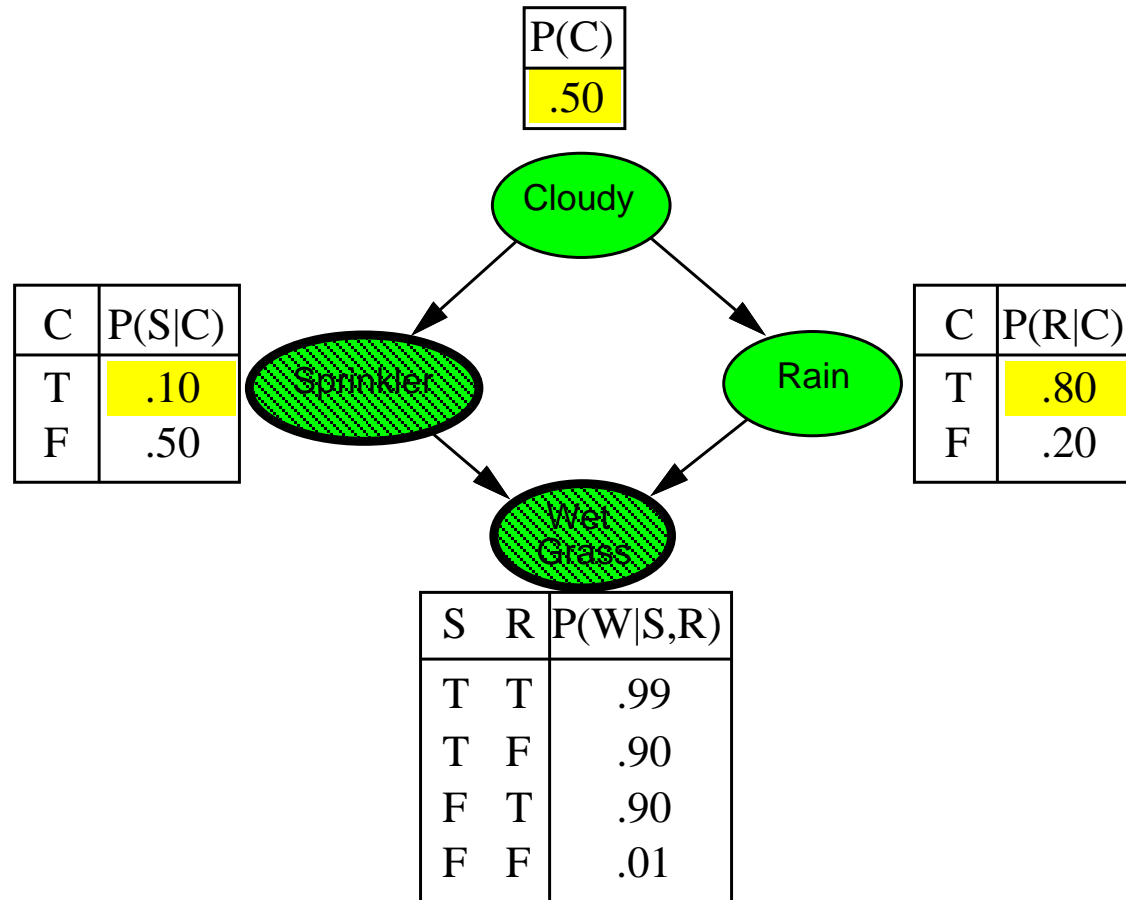 P(C)
.50
Cloudy
C P(S|C)
T .10
F .50
Sprinkler
Rain
C P(R|C)
T .80
F .20
Wet
Grass
S R P(W|S,R)
T T .99
T F .90
F T .90
F F .01